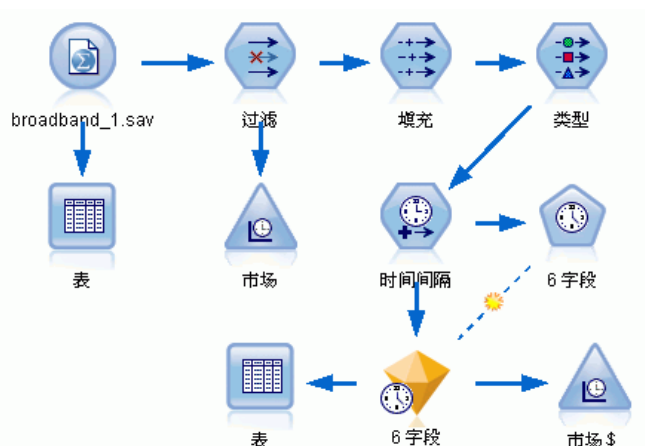 broadband_1.sav
过滤
填充
类型
表
市场
时间间隔
6 字段
表
6 字段
市场 $